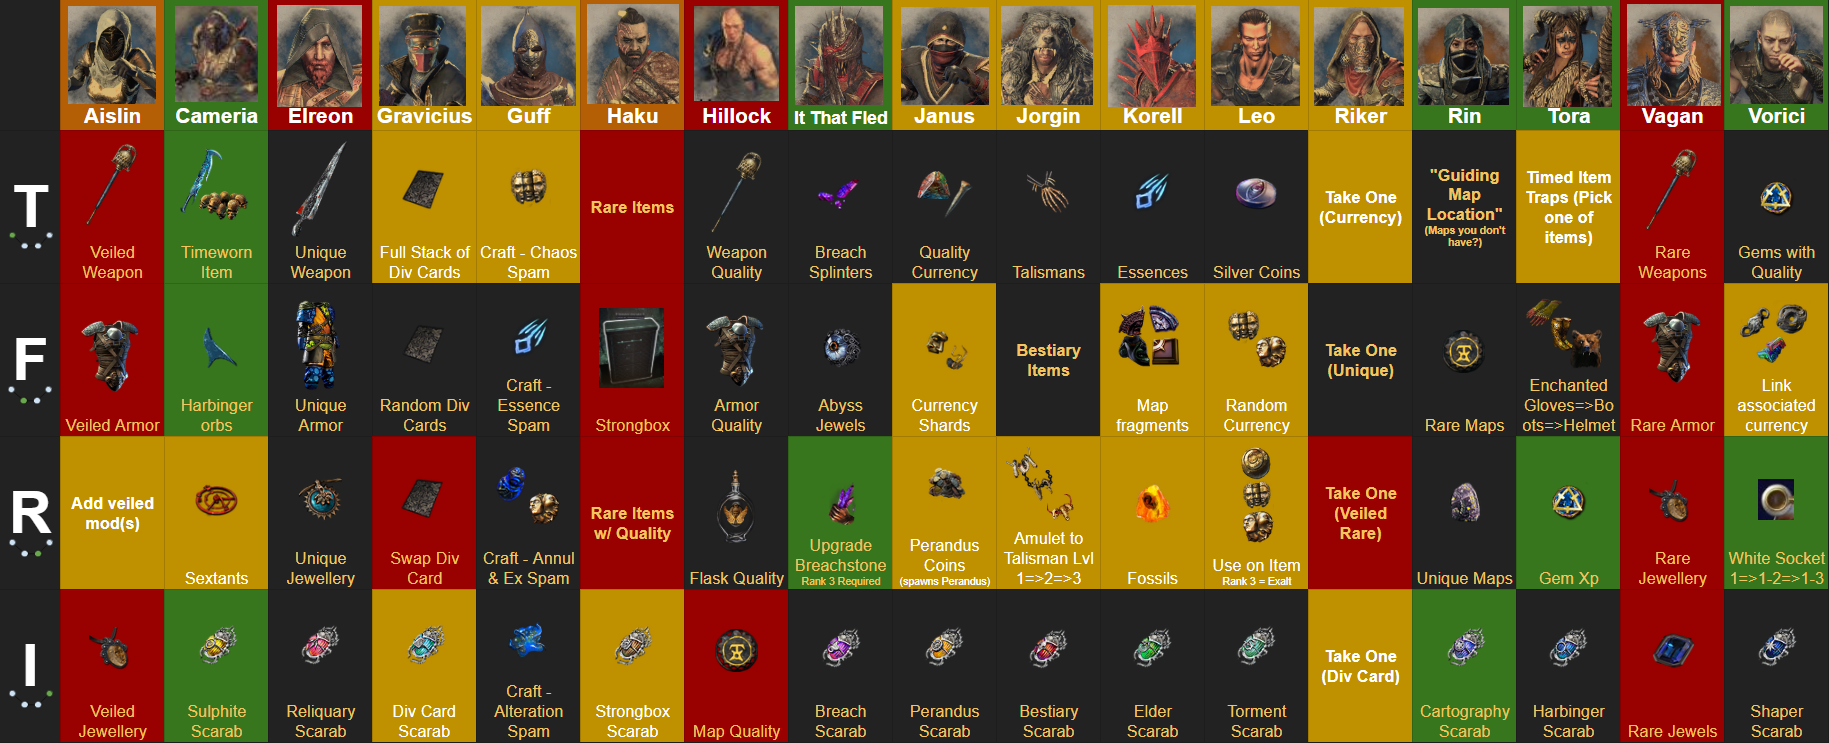 Aislin
Cameria
Elreon
Gravicius
Guff
Haku
Hillock
It That Fled
Janus
Jorgin
Korell
Leo
Riker
Rin
Tora
Vagan
Vorici
T
Veiled
Weapon
Timeworn
Item
Unique
Weapon
Full Stack of
Div Cards
Craft - Chaos
Spam
Rare Items
Weapon
Quality
Breach
Splinters
Quality
Currency
Talismans
Essences
Silver Coins
Take One
(Currency)
"Guiding
Map
Location"
(Maps you don't
have?)
Timed Item
Traps (Pick
one of
items)
Rare
Weapons
Gems with
Quality
F
Veiled Armor
Harbinger
orbs
Unique
Armor
Random Div
Cards
Craft -
Essence
Spam
Strongbox
Armor
Quality
Abyss
Jewels
Currency
Shards
Bestiary
Items
Map
fragments
Random
Currency
Take One
(Unique)
Rare Maps
Enchanted
Gloves=>Bo
ots=>Helmet
Rare Armor
Link
associated
currency
R
Add veiled
mod(s)
Sextants
Unique
Jewellery
Swap Div
Card
Craft - Annul
& Ex Spam
Rare Items
w/ Quality
Flask Quality
Upgrade
Breachstone
Rank 3 Required
Perandus
Coins
(spawns Perandus)
Amulet to
Talisman Lvl
1=>2=>3
Fossils
Use on Item
Rank 3 = Exalt
Take One
(Veiled
Rare)
Unique Maps
Gem Xp
Rare
Jewellery
White Socket
1=>1-2=>1-3
I
Veiled
Jewellery
Sulphite
Scarab
Reliquary
Scarab
Div Card
Scarab
Craft -
Alteration
Spam
Strongbox
Scarab
Map Quality
Breach
Scarab
Perandus
Scarab
Bestiary
Scarab
Elder
Scarab
Torment
Scarab
Take One
(Div Card)
Cartography
Scarab
Harbinger
Scarab
Rare Jewels
Shaper
Scarab